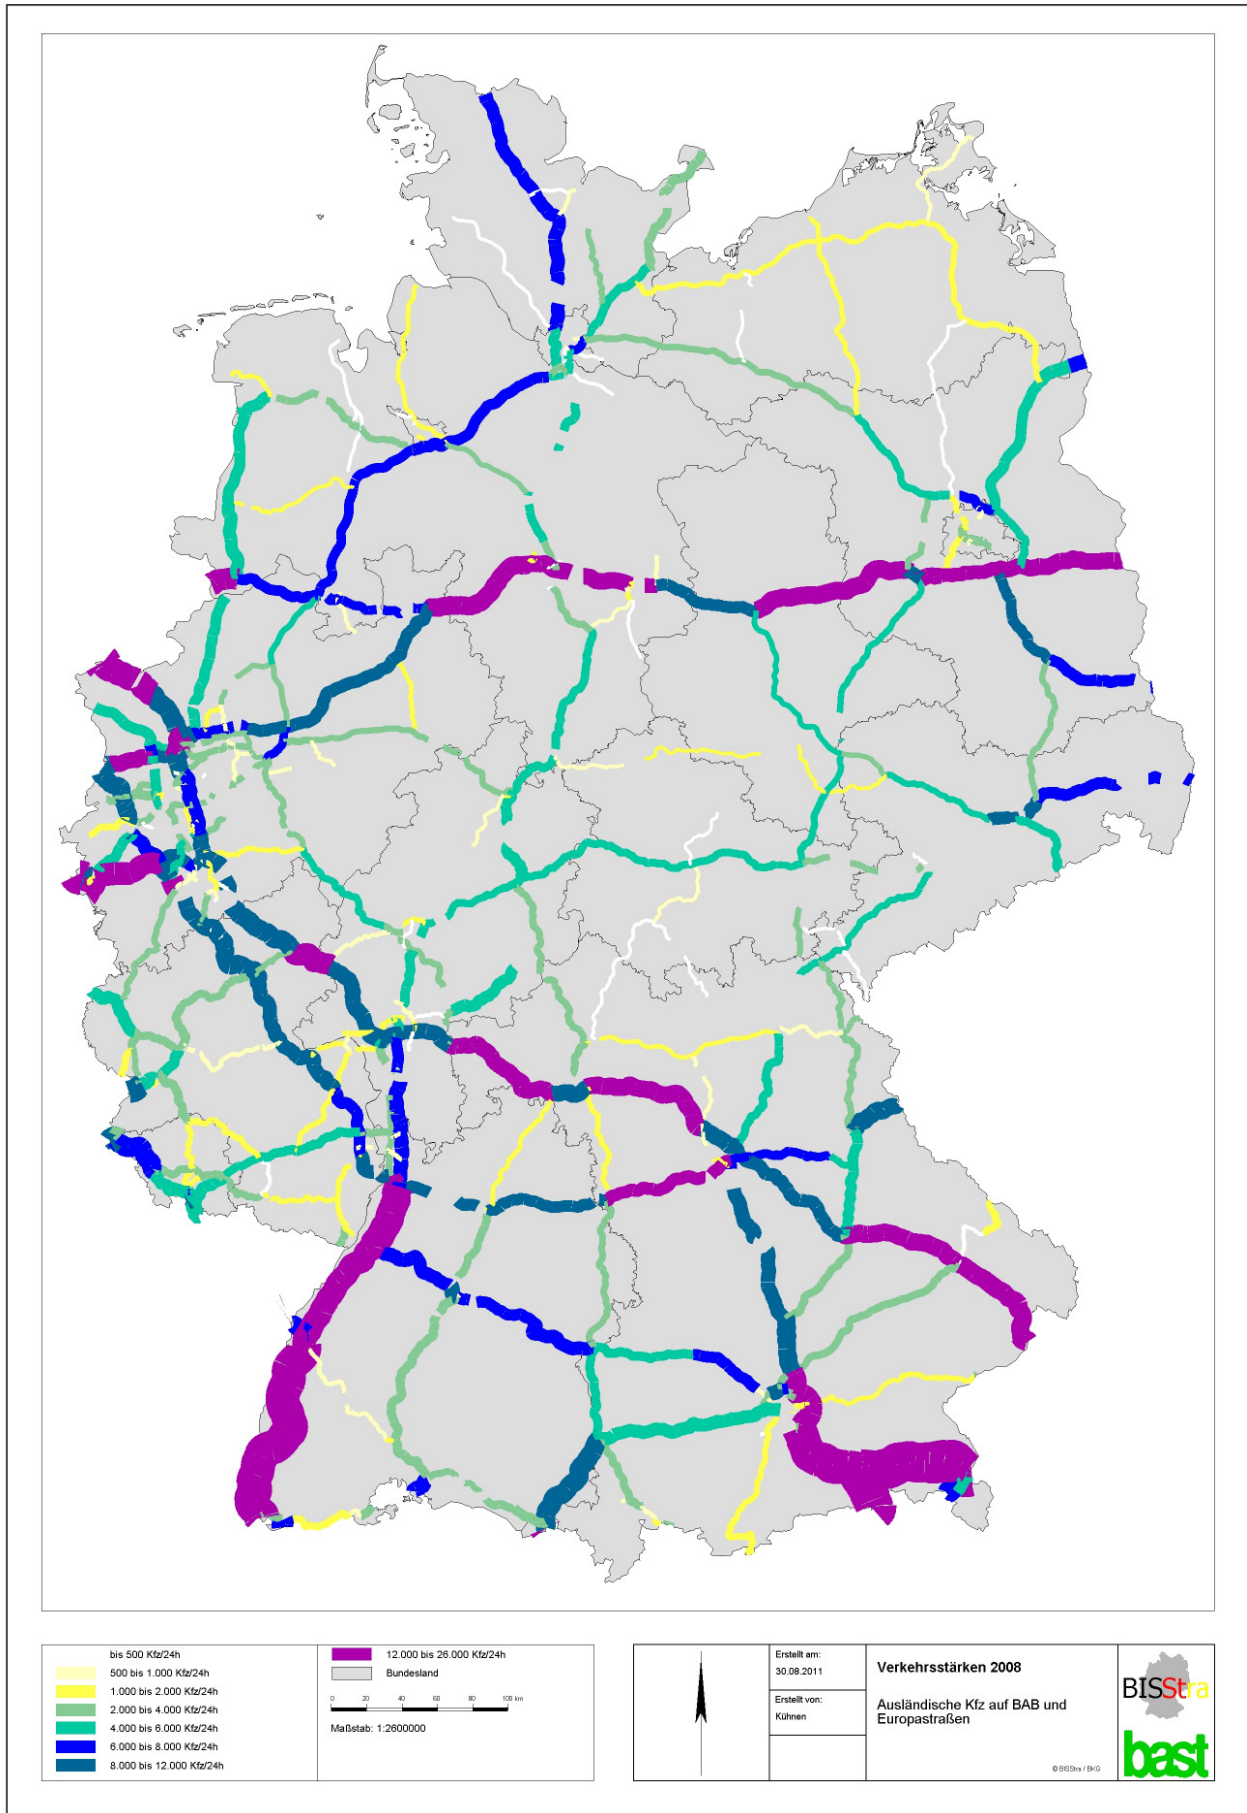 bis 500 Kfz/24h
500 bis 1.000 Kfz/24h
1.000 bis 2.000 Kfz/24h
2.000 bis 4.000 Kfz/24h
4.000 bis 6.000 Kfz/24h
6.000 bis 8.000 Kfz/24h
8.000 bis 12.000 Kfz/24h
12.000 bis 26.000 Kfz/24h
Bundesland
0 20 40 60 80 100 km
Maßstab: 1:2600000
Erstellt am:
30.08.2011
Erstellt von:
Kühnen
Verkehrsstärken 2008
Ausländische Kfz auf BAB und
Europastraßen
© BISStra / BKG
BISStra
bast